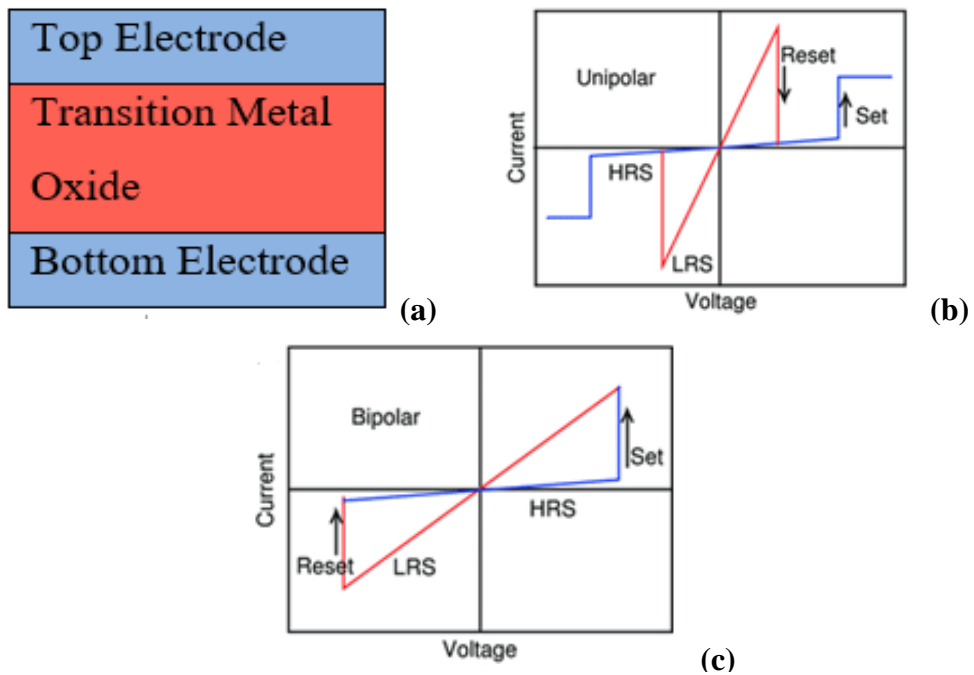 Top Electrode
Transition Metal
Oxide
Bottom Electrode
(a)
Current
Unipolar
Reset
Set
HRS
LRS
Voltage
(b)
Current
Bipolar
Set
HRS
Reset
LRS
Voltage
(c)